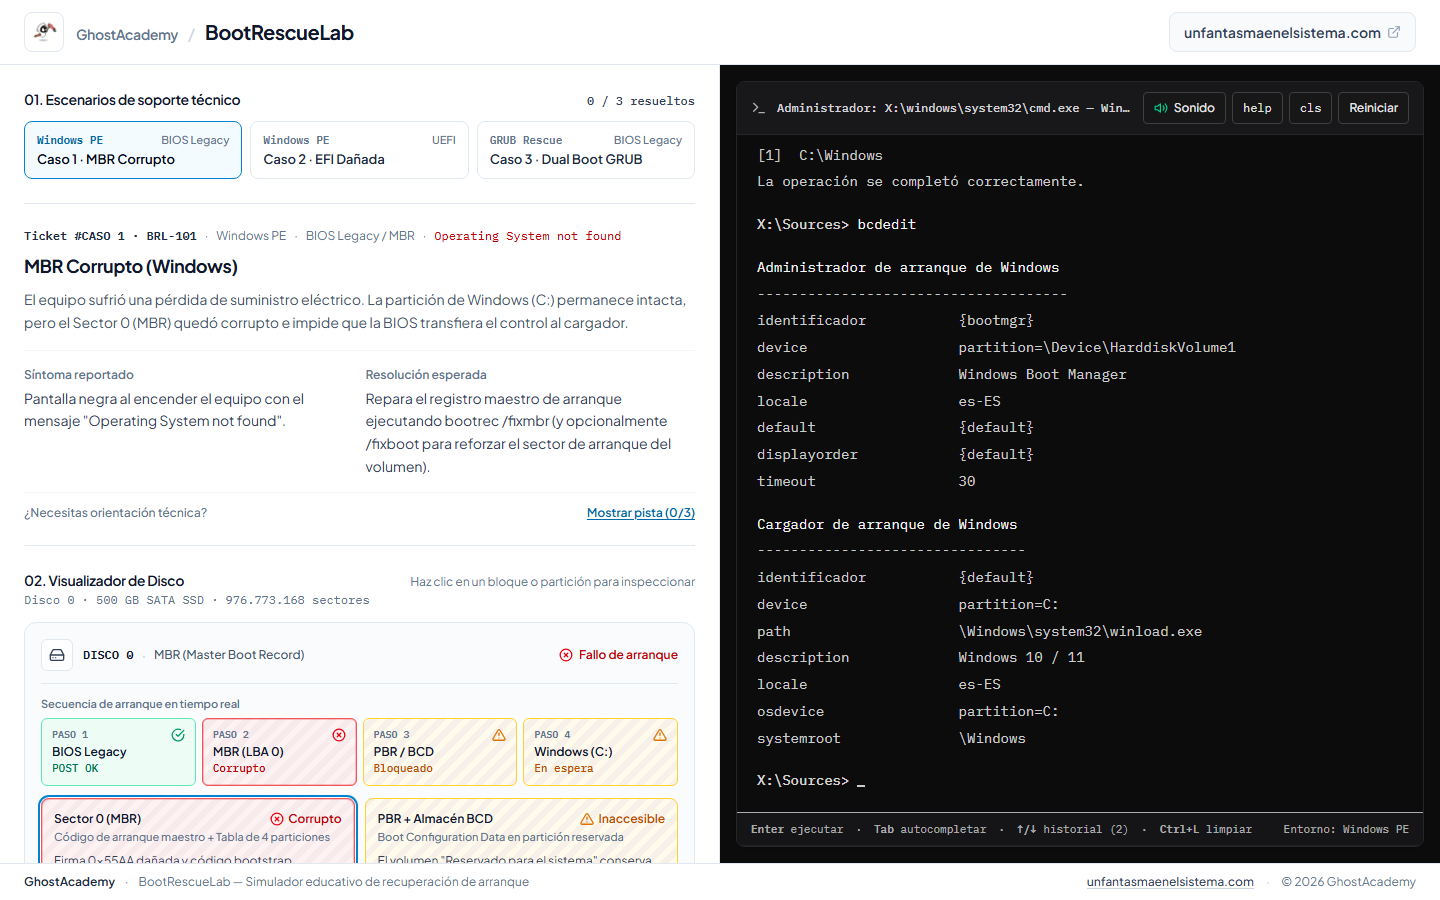 GhostAcademy / BootRescueLab
unfantasmaenelsistema.com
01. Escenarios de soporte técnico
0 / 3 resueltos
Windows PE BIOS Legacy
Caso 1 · MBR Corrupto
Windows PE UEFI
Caso 2 · EFI Dañada
GRUB Rescue BIOS Legacy
Caso 3 · Dual Boot GRUB
Ticket #CASO 1 · BRL-101 · Windows PE · BIOS Legacy / MBR · Operating System not found
MBR Corrupto (Windows)
El equipo sufrió una pérdida de suministro eléctrico. La partición de Windows (C:) permanece intacta,
pero el Sector 0 (MBR) quedó corrupto e impide que la BIOS transfiera el control al cargador.
Síntoma reportado
Pantalla negra al encender el equipo con el
mensaje "Operating System not found".
Resolución esperada
Repara el registro maestro de arranque
ejecutando bootrec /fixmbr (y opcionalmente
/fixboot para reforzar el sector de arranque del
volumen).
¿Necesitas orientación técnica?
Mostrar pista (0/3)
02. Visualizador de Disco
Haz clic en un bloque o partición para inspeccionar
Disco 0 · 500 GB SATA SSD · 976.773.168 sectores
DISCO 0 · MBR (Master Boot Record)
Fallo de arranque
Secuencia de arranque en tiempo real
PASO 1
BIOS Legacy
POST OK
PASO 2
MBR (LBA 0)
Corrupto
PASO 3
PBR / BCD
Bloqueado
PASO 4
Windows (C:)
En espera
Sector 0 (MBR) Corrupto
Código de arranque maestro + Tabla de 4 particiones
Firma 0x55AA dañada y código bootstrap
PBR + Almacén BCD Inaccesible
Boot Configuration Data en partición reservada
El volumen "Reservado para el sistema" conserva
Administrador: X:\windows\system32\cmd.exe — Win…
Sonido
help
cls
Reiniciar
[1] C:\Windows
La operación se completó correctamente.
X:\Sources> bcdedit
Administrador de arranque de Windows
-------------------------------------
identificador {bootmgr}
device partition=\Device\HarddiskVolume1
description Windows Boot Manager
locale es-ES
default {default}
displayorder {default}
timeout 30
Cargador de arranque de Windows
--------------------------------
identificador {default}
device partition=C:
path \Windows\system32\winload.exe
description Windows 10 / 11
locale es-ES
osdevice partition=C:
systemroot \Windows
X:\Sources> _
Enter ejecutar · Tab autocompletar · ↑/↓ historial (2) · Ctrl+L limpiar
Entorno: Windows PE
GhostAcademy · BootRescueLab — Simulador educativo de recuperación de arranque
unfantasmaenelsistema.com · © 2026 GhostAcademy